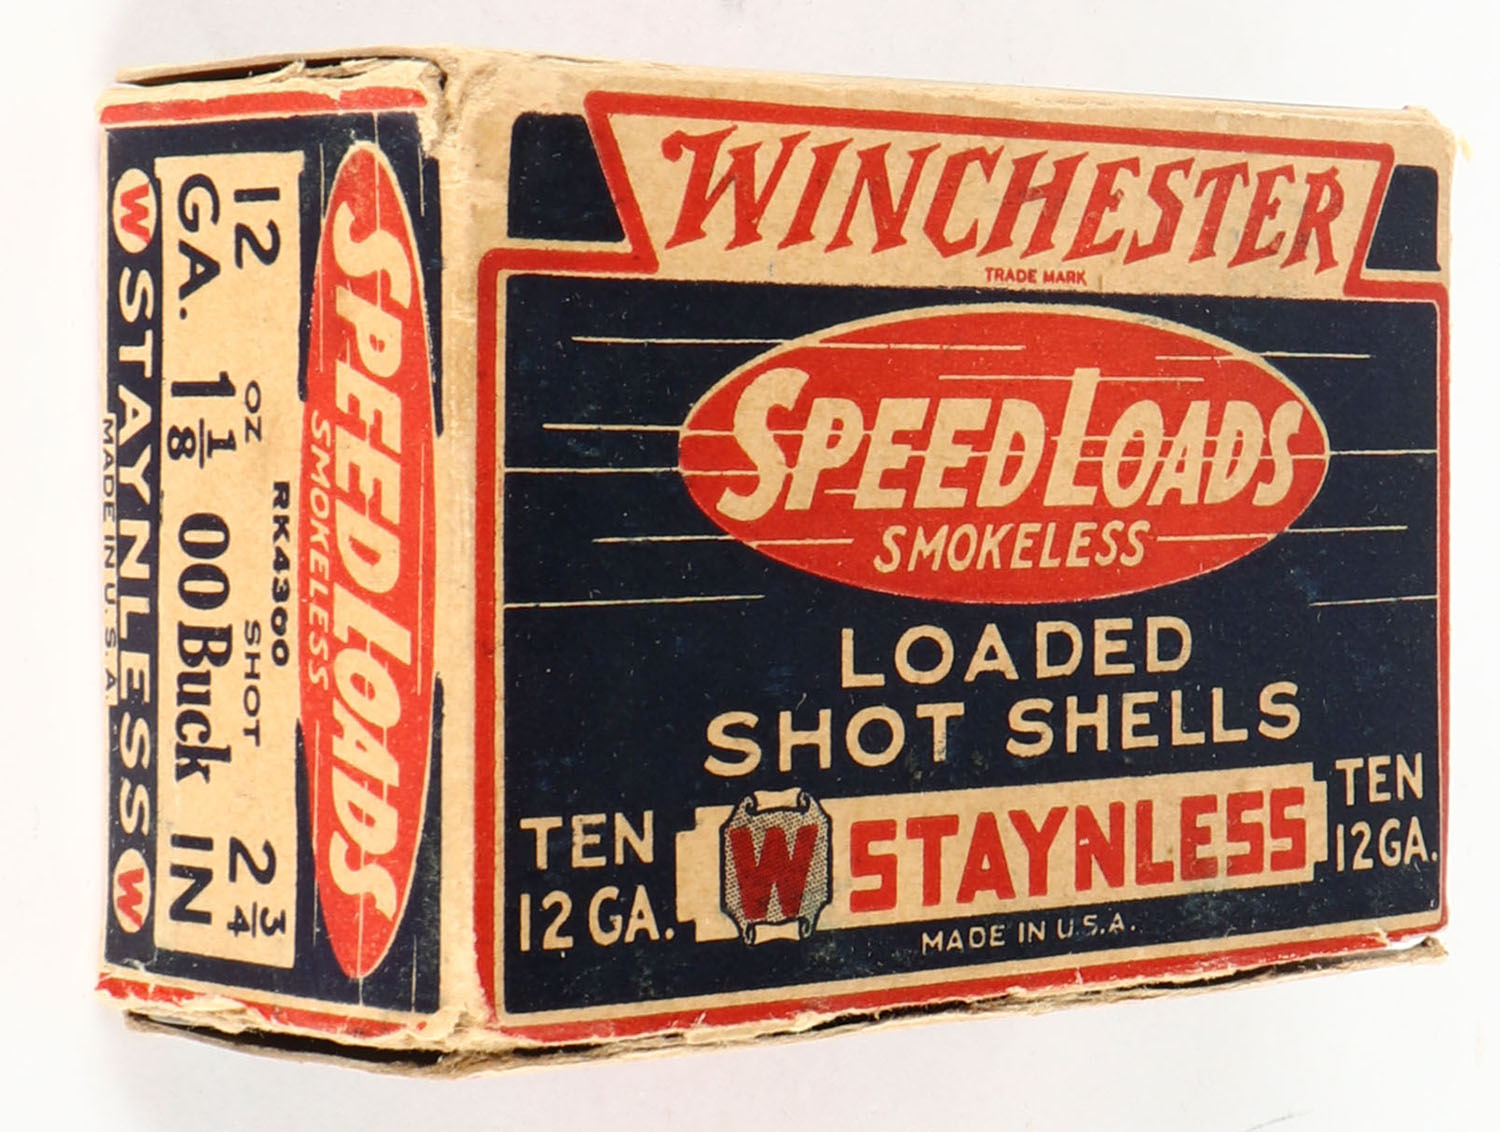 WINCHESTER
TRADE MARK
SPEED LOADS
SMOKELESS
LOADED
SHOT SHELLS
TEN
12 GA.
W STAYNLESS
TEN
12 GA.
MADE IN U.S.A.
SPEED LOADS
SMOKELESS
RK4300
12 OZ SHOT 2 3/4
GA. 1 1/8 00 Buck IN
W STAYNLESS W
MADE IN U.S.A.